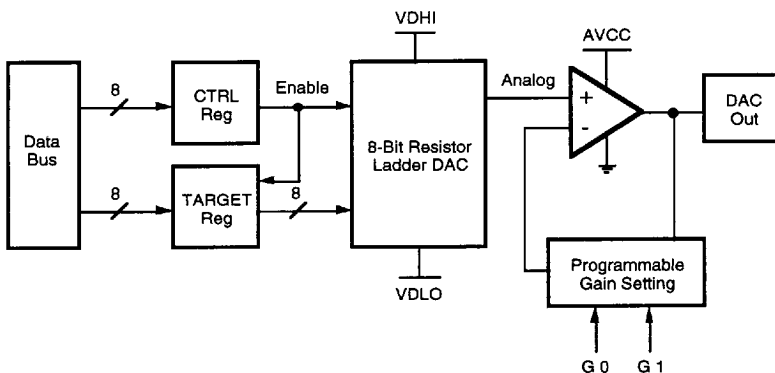 VDHI
AVCC
8
CTRL
Reg
Enable
Analog
DAC
Out
+
-
Data
Bus
8-Bit Resistor
Ladder DAC
8
TARGET
Reg
8
VDLO
Programmable
Gain Setting
G 0
G 1